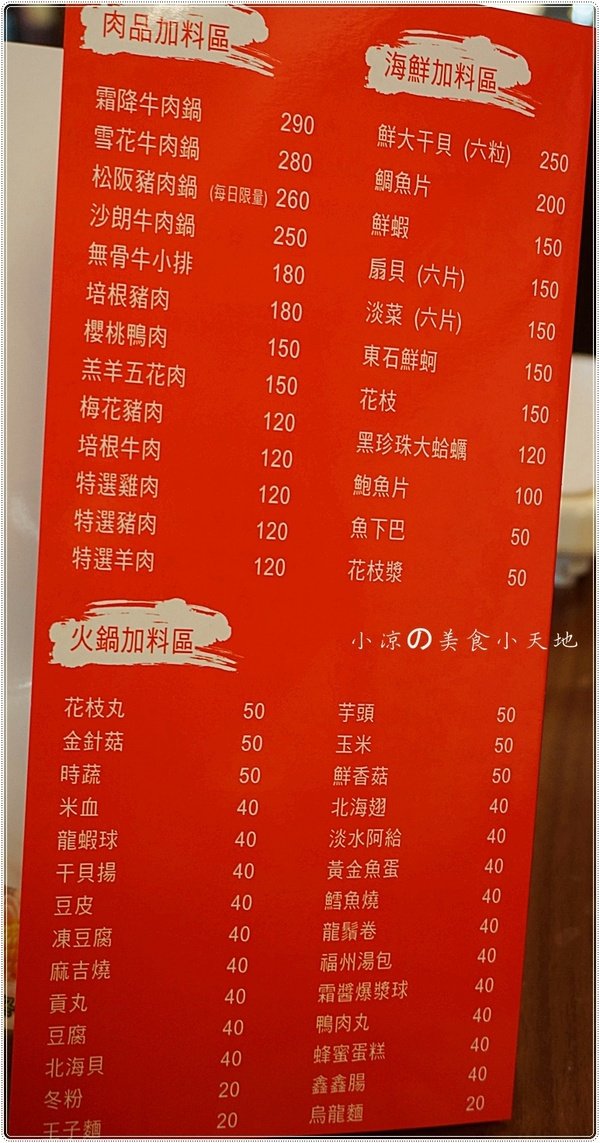 肉品加料區
霜降牛肉鍋 290
雪花牛肉鍋 280
松阪豬肉鍋 (每日限量) 260
沙朗牛肉鍋 250
無骨牛小排 180
培根豬肉 180
櫻桃鴨肉 150
羔羊五花肉 150
梅花豬肉 120
培根牛肉 120
特選雞肉 120
特選豬肉 120
特選羊肉 120
海鮮加料區
鮮大干貝 (六粒) 250
鯛魚片 200
鮮蝦 150
扇貝 (六片) 150
淡菜 (六片) 150
東石鮮蚵 150
花枝 150
黑珍珠大蛤蠣 120
鮑魚片 100
魚下巴 50
花枝漿 50
小涼の美食小天地
火鍋加料區
花枝丸 50
金針菇 50
時蔬 50
米血 40
龍蝦球 40
干貝揚 40
豆皮 40
凍豆腐 40
麻吉燒 40
貢丸 40
豆腐 40
北海貝 40
冬粉 20
王子麵 20
芋頭 50
玉米 50
鮮香菇 50
北海翅 40
淡水阿給 40
黃金魚蛋 40
鱈魚燒 40
龍鬚卷 40
福州湯包 40
霜醬爆漿球 40
鴨肉丸 40
蜂蜜蛋糕 40
鑫鑫腸 40
烏龍麵 20